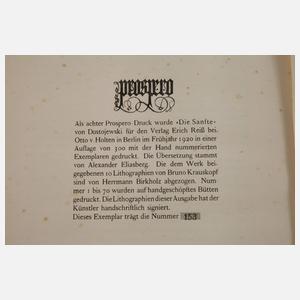 prospero
Als achter Prospero-Druck wurde »Die Sanfte«
von Dostojewski für den Verlag Erich Reiß bei
Otto v. Holten in Berlin im Frühjahr 1920 in einer
Auflage von 300 mit der Hand numerierten
Exemplaren gedruckt. Die Übersetzung stammt
von Alexander Eliasberg. Die dem Werk bei-
gegebenen 10 Lithographien von Bruno Krauskopf
sind von Herrmann Birkholz abgezogen. Num-
mer 1 bis 70 wurden auf handgeschöpftes Bütten
gedruckt. Die Lithographien dieser Ausgabe hat der
Künstler handschriftlich signiert.
Dieses Exemplar trägt die Nummer 153